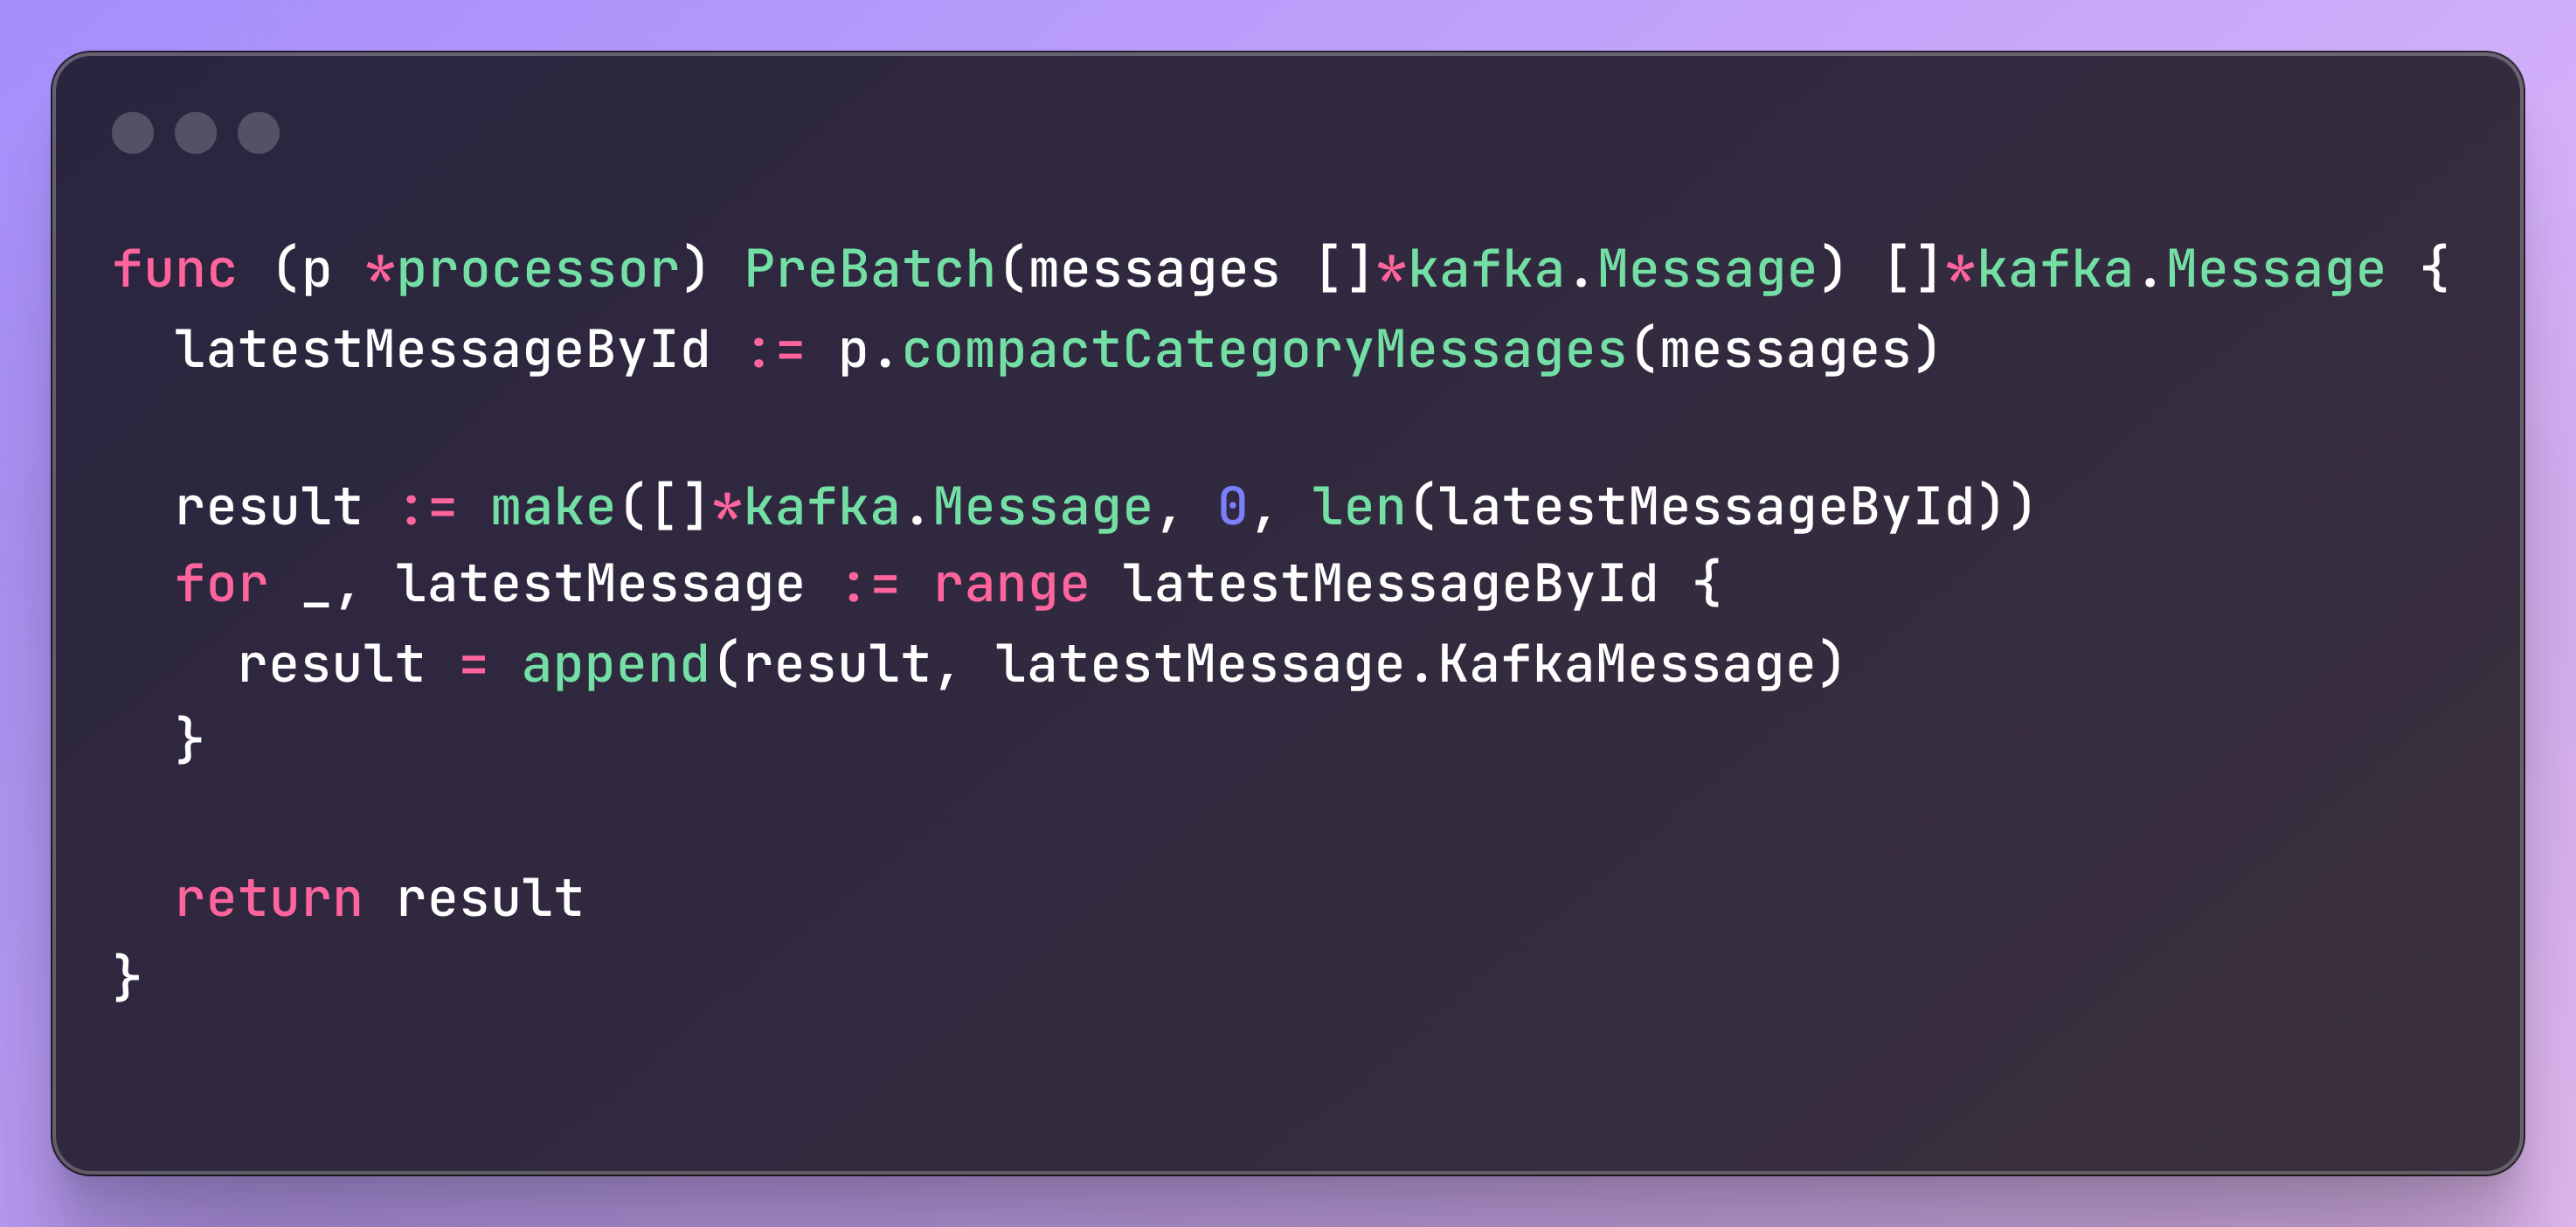 func (p *processor) PreBatch(messages []*kafka.Message) []*kafka.Message {
  latestMessageById := p.compactCategoryMessages(messages)

  result := make([]*kafka.Message, 0, len(latestMessageById))
  for _, latestMessage := range latestMessageById {
    result = append(result, latestMessage.KafkaMessage)
  }

  return result
}